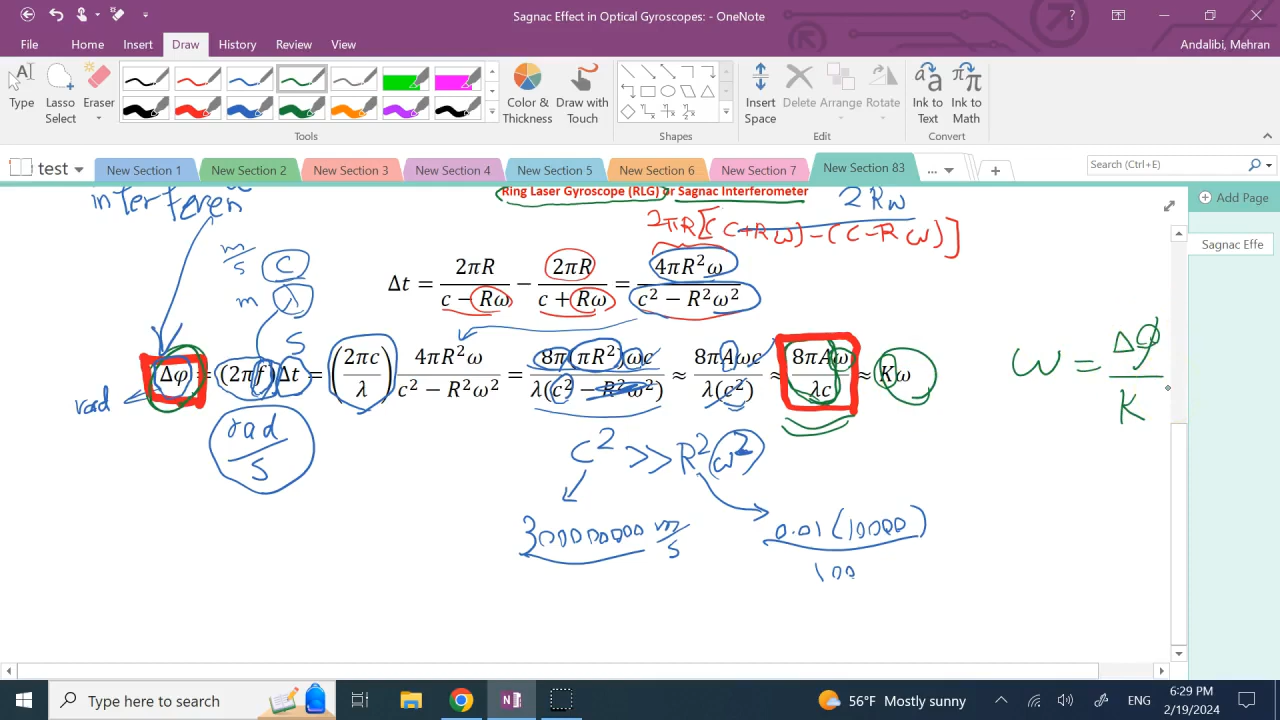 Sagnac Effect in Optical Gyroscopes: - OneNote
Andalibi, Mehran
File Home Insert Draw History Review View
Type Lasso Select Eraser Color & Thickness Draw with Touch Insert Space Delete Arrange Rotate Ink to Text Ink to Math
Tools Shapes Edit Convert
test New Section 1 New Section 2 New Section 3 New Section 4 New Section 5 New Section 6 New Section 7 New Section 83 ... Search (Ctrl+E)
Add Page
Sagnac Effe
Ring Laser Gyroscope (RLG) or Sagnac Interferometer
interferen
2Rω
2πR[(C+Rω)-(C-Rω)]
m/s C
m λ
Δt = 2πR/(c − Rω) − 2πR/(c + Rω) = 4πR²ω/(c² − R²ω²)
S
Δφ = (2πf)Δt = (2πc/λ) 4πR²ω/(c² − R²ω²) = 8π(πR²)ωc/λ(c² − R²ω²) ≈ 8πAωc/λ(c²) ≈ 8πAω/λc ≈ Kω
ω = Δφ/K
rad
rad/s
C² >> R²ω²
300000000 m/s
0.01(10000)
100
56°F Mostly sunny
ENG
6:29 PM
2/19/2024
Type here to search